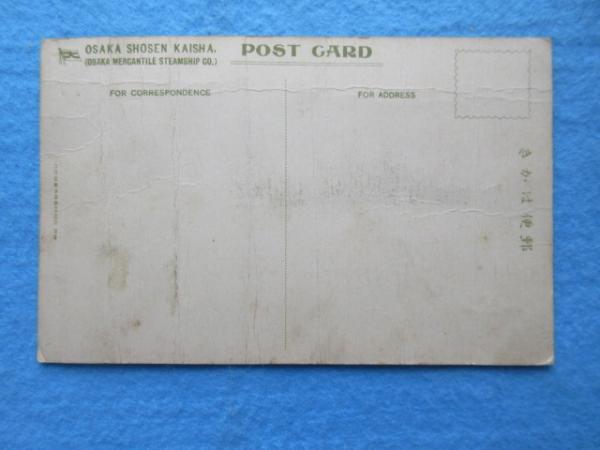 OSAKA SHOSEN KAISHA.
(OSAKA MERCANTILE STEAMSHIP CO.)
POST CARD
FOR CORRESPONDENCE
FOR ADDRESS
きかは便郵